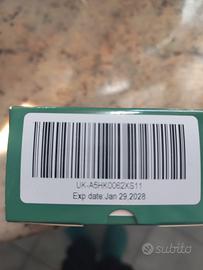 UK-A5HK0062XS11
Exp date:Jan 29,2028
subito